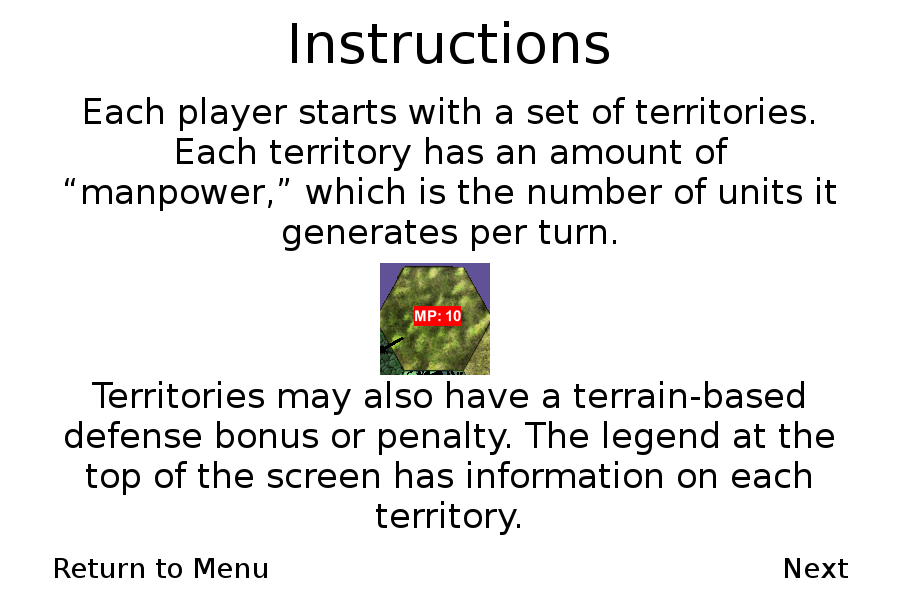 Instructions
Each player starts with a set of territories.
Each territory has an amount of
“manpower,” which is the number of units it
generates per turn.
MP: 10
Territories may also have a terrain-based
defense bonus or penalty. The legend at the
top of the screen has information on each
territory.
Return to Menu
Next